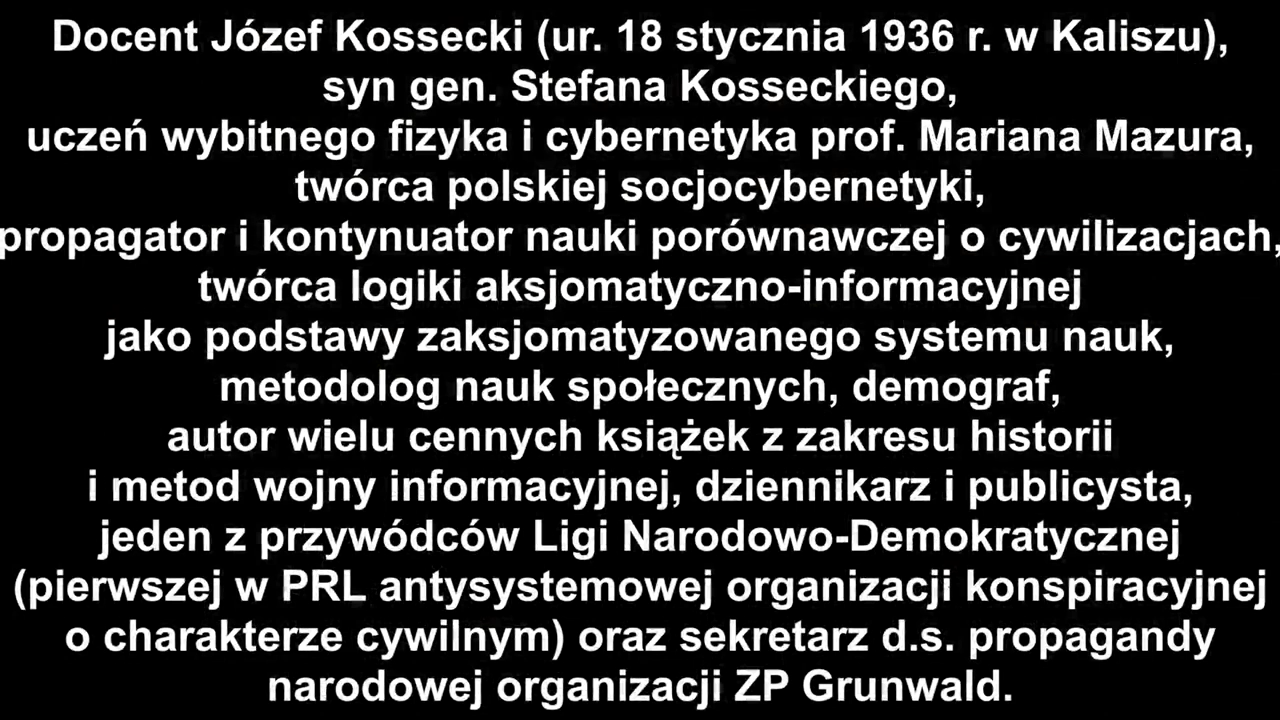 Docent Józef Kossecki (ur. 18 stycznia 1936 r. w Kaliszu),
syn gen. Stefana Kosseckiego,
uczeń wybitnego fizyka i cybernetyka prof. Mariana Mazura,
twórca polskiej socjocybernetyki,
propagator i kontynuator nauki porównawczej o cywilizacjach,
twórca logiki aksjomatyczno-informacyjnej
jako podstawy zaksjomatyzowanego systemu nauk,
metodolog nauk społecznych, demograf,
autor wielu cennych książek z zakresu historii
i metod wojny informacyjnej, dziennikarz i publicysta,
jeden z przywódców Ligi Narodowo-Demokratycznej
(pierwszej w PRL antysystemowej organizacji konspiracyjnej
o charakterze cywilnym) oraz sekretarz d.s. propagandy
narodowej organizacji ZP Grunwald.